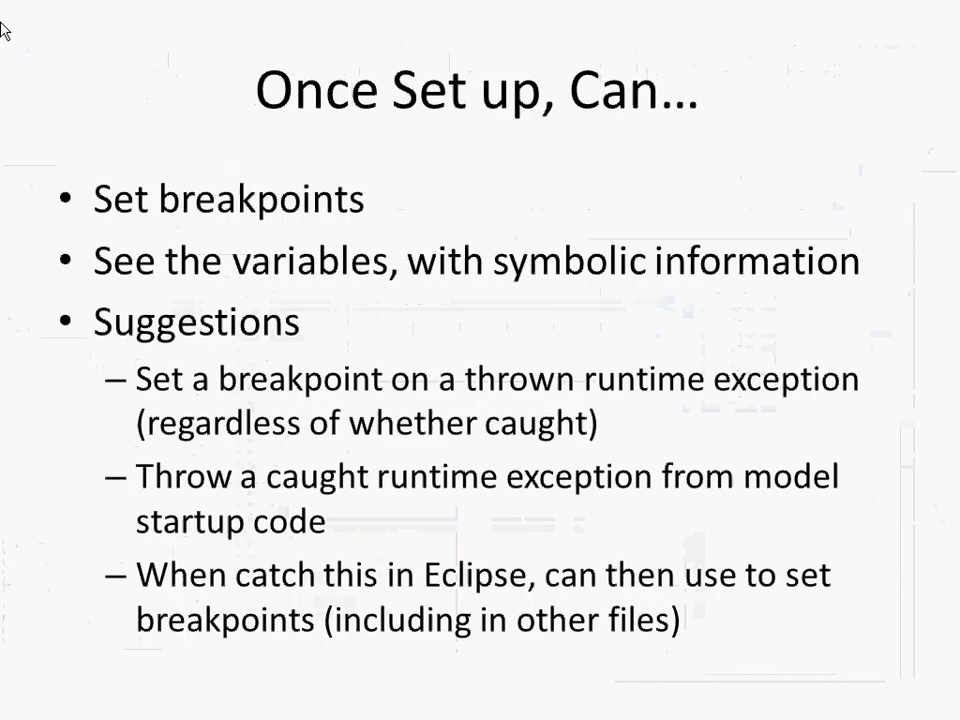 Once Set up, Can…
• Set breakpoints
• See the variables, with symbolic information
• Suggestions
– Set a breakpoint on a thrown runtime exception
(regardless of whether caught)
– Throw a caught runtime exception from model
startup code
– When catch this in Eclipse, can then use to set
breakpoints (including in other files)